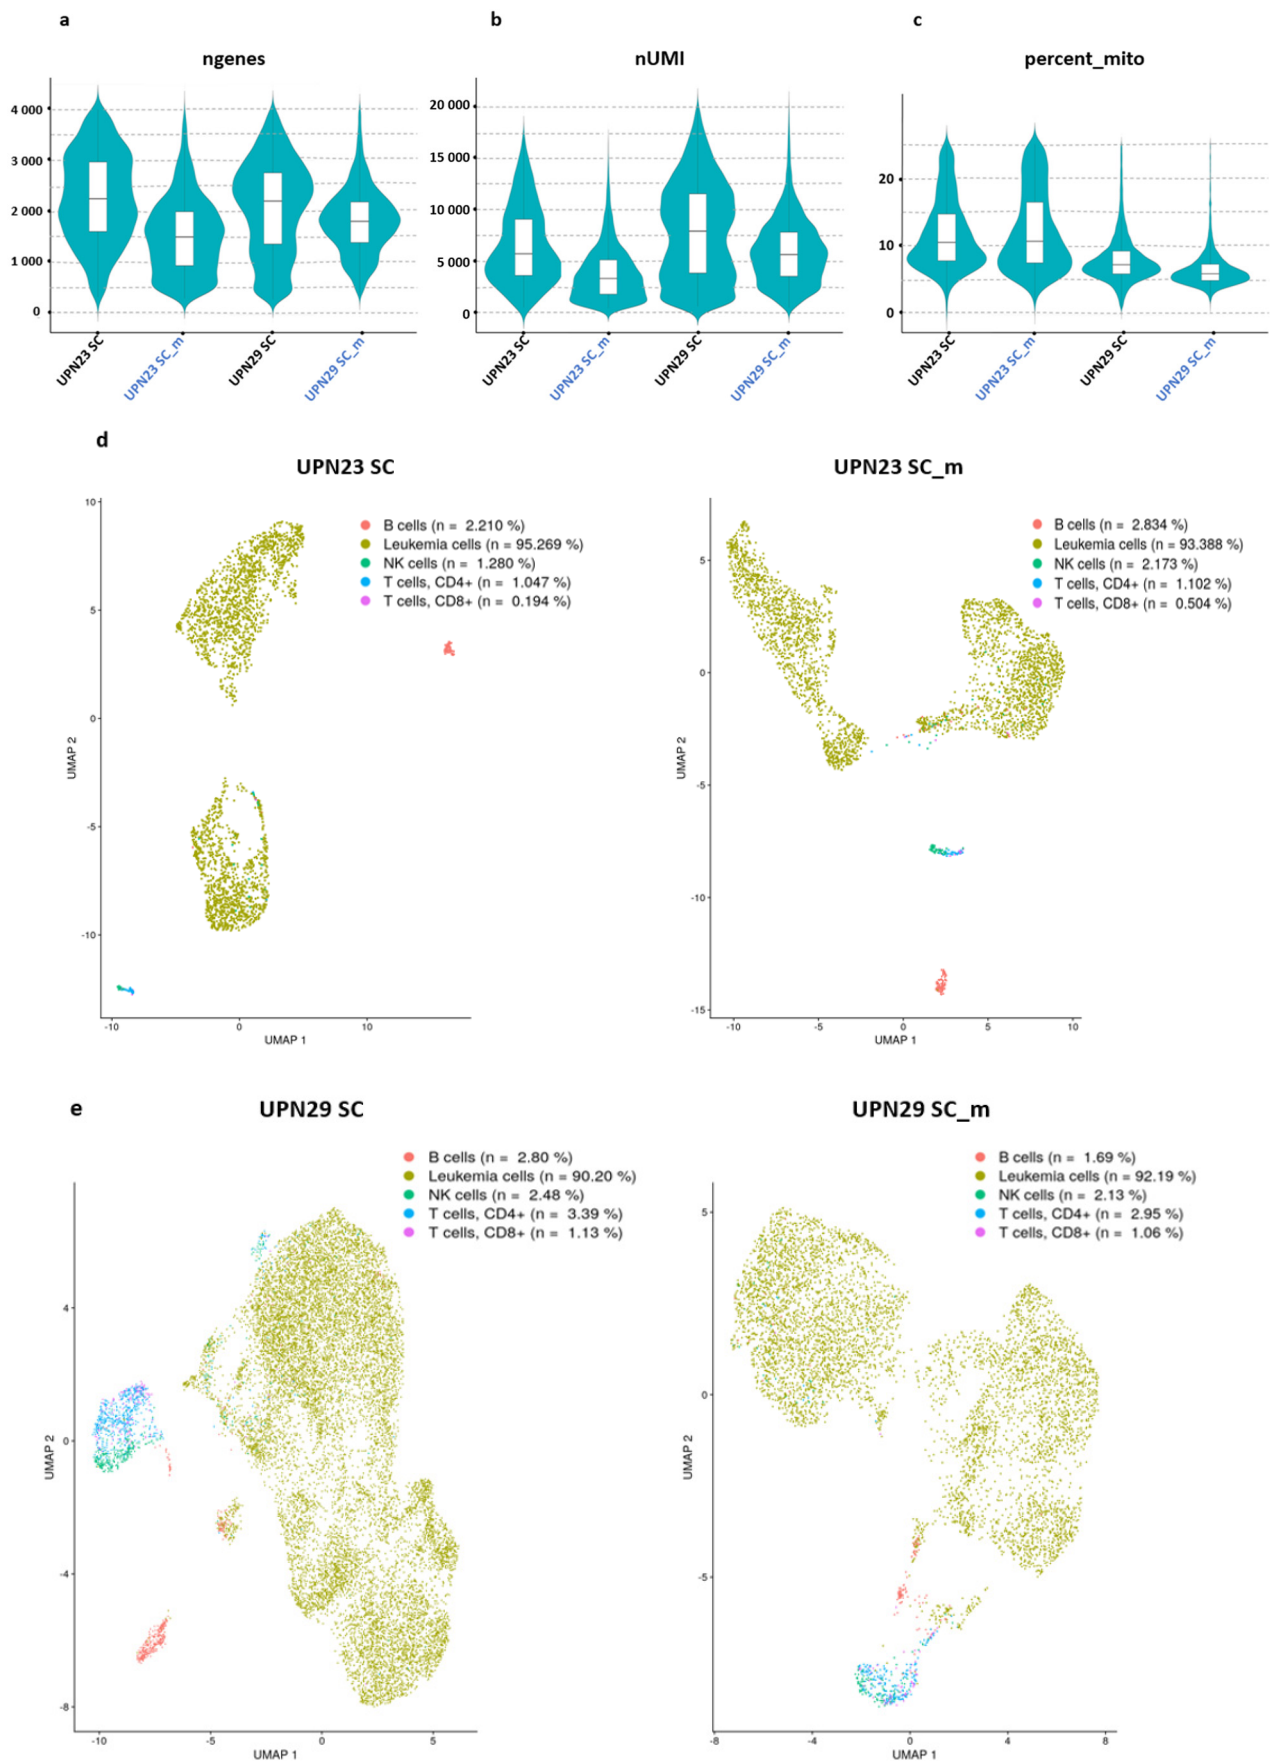 a
b
c
ngenes
nUMI
percent_mito
4 000
3 000
2 000
1 000
0
20 000
15 000
10 000
5 000
0
20
10
0
UPN23 SC
UPN23 SC_m
UPN29 SC
UPN29 SC_m
UPN23 SC
UPN23 SC_m
UPN29 SC
UPN29 SC_m
UPN23 SC
UPN23 SC_m
UPN29 SC
UPN29 SC_m
d
UPN23 SC
B cells (n = 2.210 %)
Leukemia cells (n = 95.269 %)
NK cells (n = 1.280 %)
T cells, CD4+ (n = 1.047 %)
T cells, CD8+ (n = 0.194 %)
10
5
0
-5
-10
UMAP 2
-10
0
10
UMAP 1
UPN23 SC_m
B cells (n = 2.834 %)
Leukemia cells (n = 93.388 %)
NK cells (n = 2.173 %)
T cells, CD4+ (n = 1.102 %)
T cells, CD8+ (n = 0.504 %)
5
0
-5
-10
-15
UMAP 2
-10
-5
0
5
10
UMAP 1
e
UPN29 SC
B cells (n = 2.80 %)
Leukemia cells (n = 90.20 %)
NK cells (n = 2.48 %)
T cells, CD4+ (n = 3.39 %)
T cells, CD8+ (n = 1.13 %)
4
0
-4
-8
UMAP 2
-10
-5
0
5
UMAP 1
UPN29 SC_m
B cells (n = 1.69 %)
Leukemia cells (n = 92.19 %)
NK cells (n = 2.13 %)
T cells, CD4+ (n = 2.95 %)
T cells, CD8+ (n = 1.06 %)
5
0
-5
UMAP 2
-8
-4
0
4
8
UMAP 1